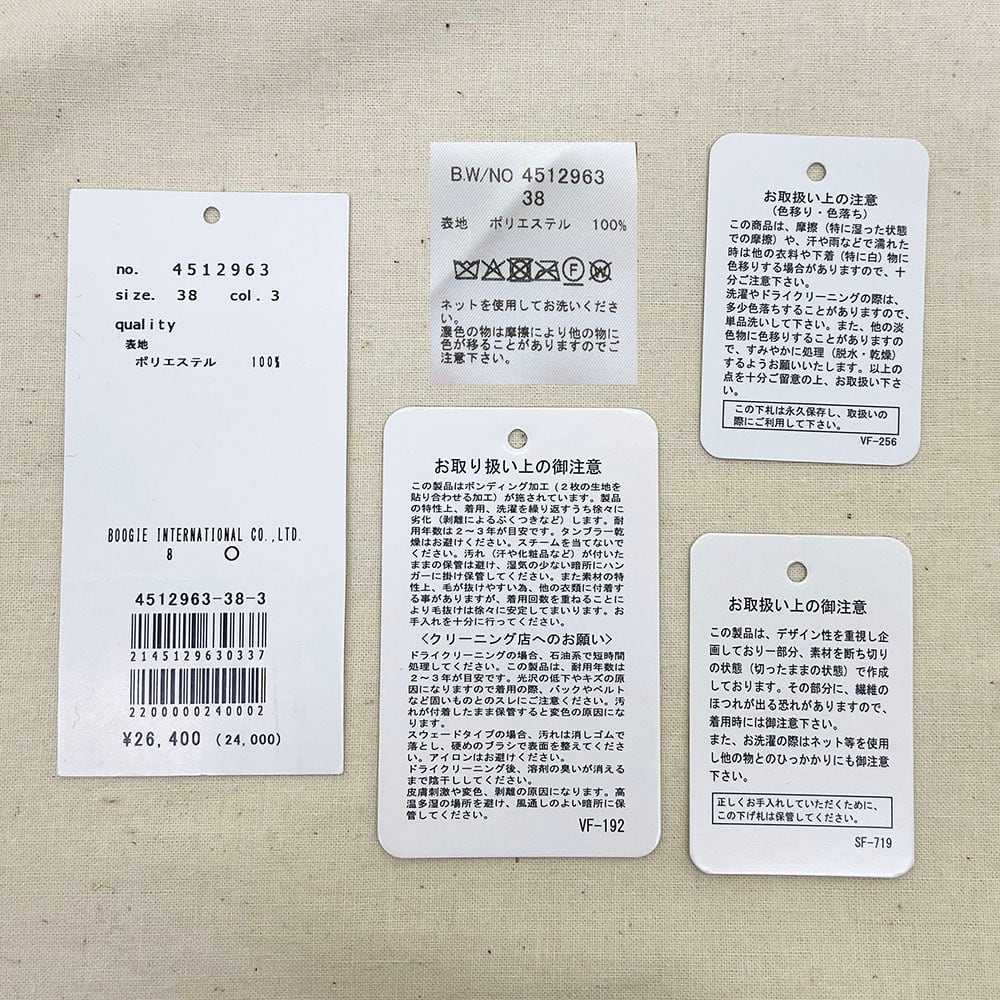 no. 4512963
size. 38 col.3
quality
表地
ポリエステル 100%
BOOGIE INTERNATIONAL CO.,LTD.
8 ○
4512963-38-3
2145129630337
2200000240002
¥26,400 (24,000)
B.W/NO 4512963
38
表地 ポリエステル 100%
ネットを使用してお洗いくださ
い。
濃色の物は摩擦により他の物に
色が移ることがありますのでご
注意下さい。
お取扱い上の注意
(色移り・色落ち)
この商品は、摩擦（特に湿った状態
での摩擦）や、汗や雨などで濡れた
時は他の衣料や下着（特に白）物に
色移りする場合がありますので、十
分ご注意下さい。
洗濯やドライクリーニングの際は、
多少色落ちすることがありますので、
単品洗いして下さい。また、他の淡
色物に色移りすることがありますの
で、すみやかに処理（脱水・乾燥）
するようお願いいたします。以上の
点を十分ご留意の上、お取扱い下さ
い。
この下札は永久保存し、取扱いの
際にご利用して下さい。
VF-256
お取り扱い上の御注意
この製品はボンディング加工（２枚の生地を
貼り合わせる加工）が施されています。製品
の特性上、着用、洗濯を繰り返すうち徐々に
劣化（剥離によるぶくつきなど）します。耐
用年数は２～３年が目安です。タンブラー乾
燥はお避けください。スチームを当てないで
ください。汚れ（汗や化粧品など）が付いた
ままの保管は避け、湿気の少ない暗所にハン
ガーに掛け保管してください。また素材の特
性上、毛が抜けやすい為、他の衣類に付着す
る事がありますが、着用回数を重ねることに
より毛抜けは徐々に安定してまいります。お
手入れを十分に行ってください。
＜クリーニング店へのお願い＞
ドライクリーニングの場合、石油系で短時間
処理してください。この製品は、耐用年数は
２～３年が目安です。光沢の低下やキズの原
因になりますので着用の際、バックやベルト
など固いものとのスレにご注意ください。汚
れが付着したまま保管すると変色の原因にな
ります。
スウェードタイプの場合、汚れは消しゴムで
落とし、硬めのブラシで表面を整えてくださ
い。アイロンはお避けください。
ドライクリーニング後、溶剤の臭いが消える
まで陰干ししてください。
皮膚刺激や変色、剥離の原因になります。高
温多湿の場所を避け、風通しのよい暗所に保
管してください。
VF-192
お取扱い上の御注意
この製品は、デザイン性を重視し企
画しており一部分、素材を断ち切り
の状態（切ったままの状態）で作成
しております。その部分に、繊維の
ほつれが出る恐れがありますので、
着用時には御注意下さい。
また、お洗濯の際はネット等を使用
し他の物とのひっかかりにも御注意
下さい。
正しくお手入れしていただくために、
この下げ札は保管してください。
SF-719